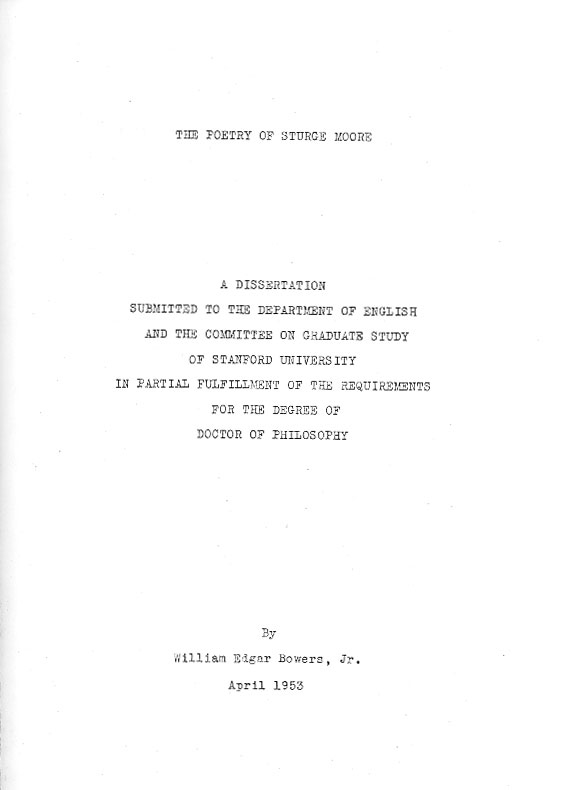 THE POETRY OF STURGE MOORE
A DISSERTATION
SUBMITTED TO THE DEPARTMENT OF ENGLISH
AND THE COMMITTEE ON GRADUATE STUDY
OF STANFORD UNIVERSITY
IN PARTIAL FULFILLMENT OF THE REQUIREMENTS
FOR THE DEGREE OF
DOCTOR OF PHILOSOPHY
By
William Edgar Bowers, Jr.
April 1953